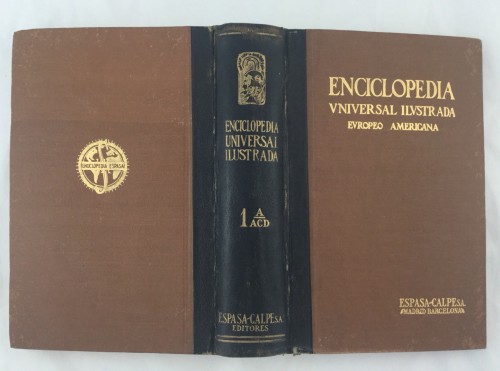 ENCICLOPEDIA ESPASA
ENCICLOPEDIA
UNIVERSAL
ILUSTRADA
1 A
ACD
ESPASA-CALPE S.A.
EDITORES
ENCICLOPEDIA
VNIVERSAL ILVSTRADA
EVROPEO AMERICANA
ESPASA-CALPE S.A.
MADRID BARCELONA